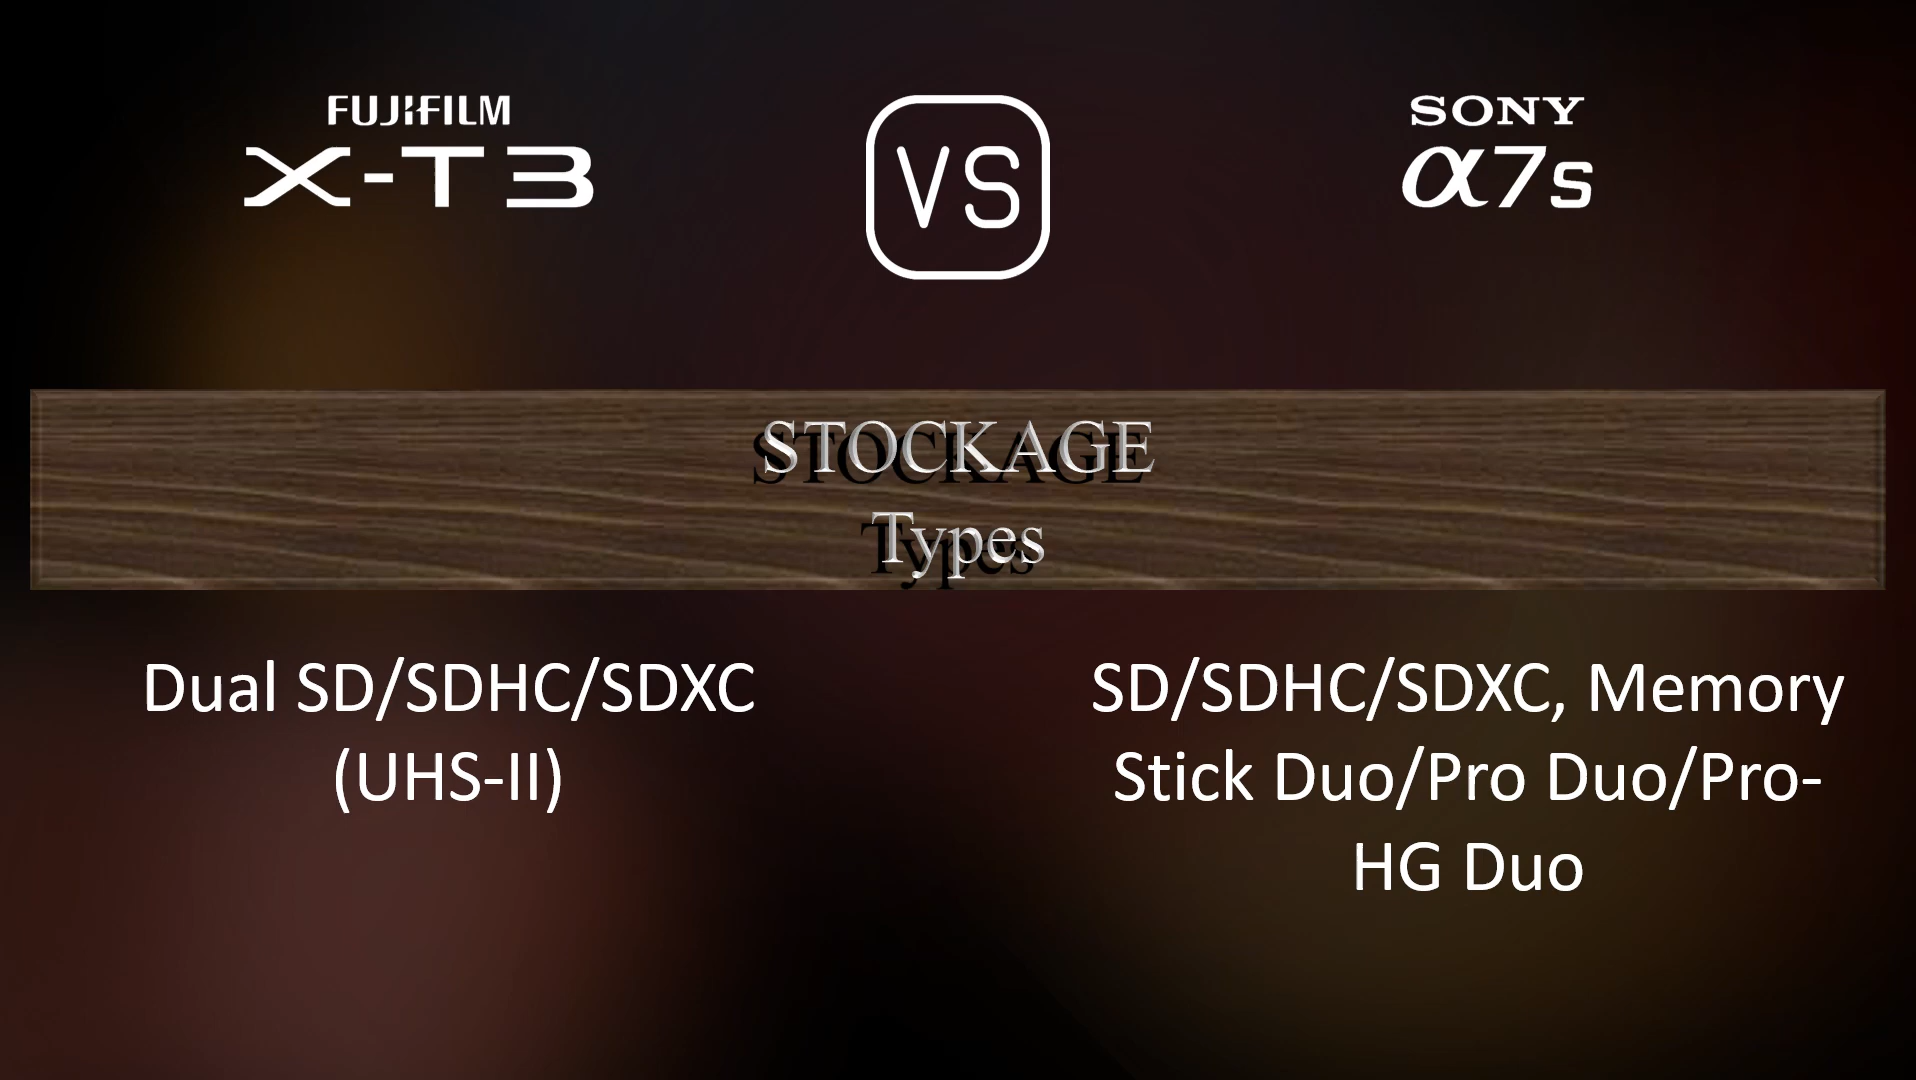 FUJIFILM
X-T3
VS
SONY
α7s
STOCKAGE
Types
Dual SD/SDHC/SDXC
(UHS-II)
SD/SDHC/SDXC, Memory
Stick Duo/Pro Duo/Pro-
HG Duo